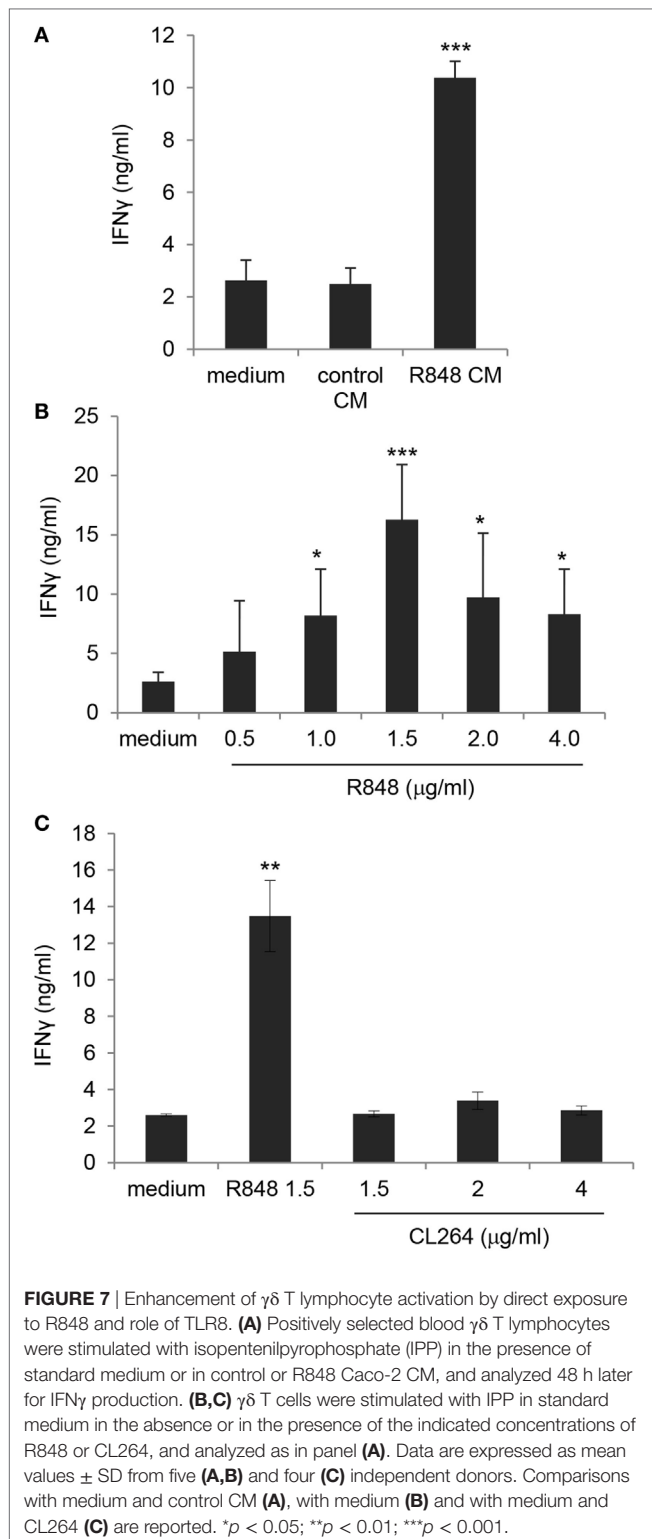 A
IFNγ (ng/ml)
12
10
8
6
4
2
0
***
medium
control CM
R848 CM
B
IFNγ (ng/ml)
25
20
15
10
5
0
*
***
*
*
medium
0.5
1.0
1.5
2.0
4.0
R848 (μg/ml)
C
IFNγ (ng/ml)
18
16
14
12
10
8
6
4
2
0
**
medium
R848 1.5
1.5
2
4
CL264 (μg/ml)
FIGURE 7 | Enhancement of γδ T lymphocyte activation by direct exposure
to R848 and role of TLR8. (A) Positively selected blood γδ T lymphocytes
were stimulated with isopentenilpyrophosphate (IPP) in the presence of
standard medium or in control or R848 Caco-2 CM, and analyzed 48 h later
for IFNγ production. (B,C) γδ T cells were stimulated with IPP in standard
medium in the absence or in the presence of the indicated concentrations of
R848 or CL264, and analyzed as in panel (A). Data are expressed as mean
values ± SD from five (A,B) and four (C) independent donors. Comparisons
with medium and control CM (A), with medium (B) and with medium and
CL264 (C) are reported. *p < 0.05; **p < 0.01; ***p < 0.001.